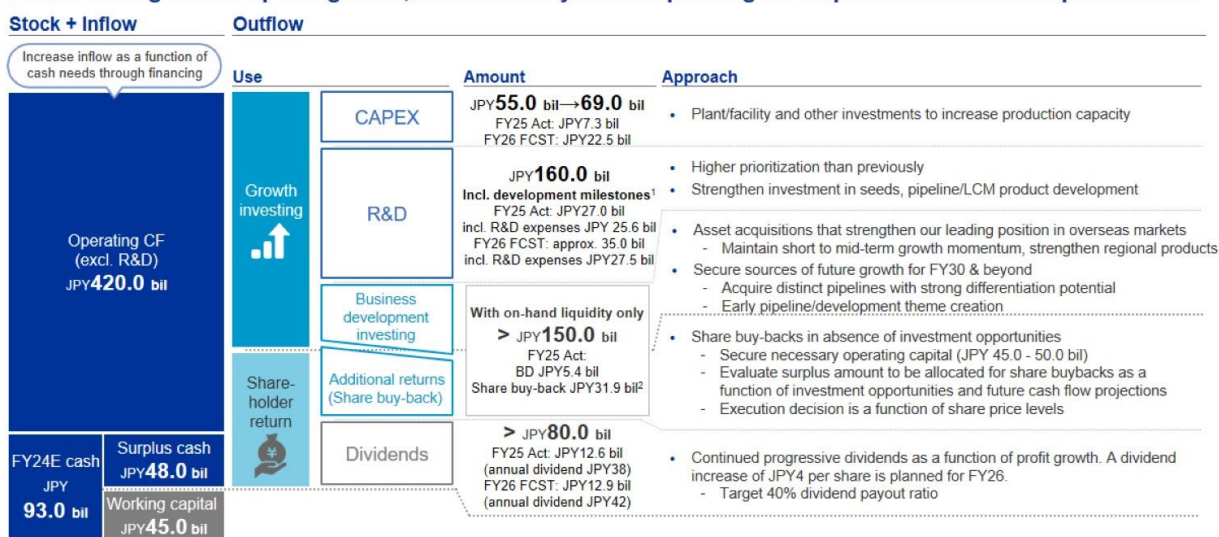 Stock + Inflow
Outflow
Increase inflow as a function of
cash needs through financing
Use
Amount
Approach
Operating CF
(excl. R&D)
JPY420.0 bil
FY24E cash
JPY
93.0 bil
Surplus cash
JPY48.0 bil
Working capital
JPY45.0 bil
Growth
investing
Share-
holder
return
¥
CAPEX
JPY55.0 bil→69.0 bil
FY25 Act: JPY7.3 bil
FY26 FCST: JPY22.5 bil
• Plant/facility and other investments to increase production capacity
R&D
JPY160.0 bil
Incl. development milestones¹
FY25 Act: JPY27.0 bil
incl. R&D expenses JPY 25.6 bil
FY26 FCST: approx. 35.0 bil
incl. R&D expenses JPY27.5 bil
• Higher prioritization than previously
• Strengthen investment in seeds, pipeline/LCM product development
Business
development
investing
Additional returns
(Share buy-back)
With on-hand liquidity only
> JPY150.0 bil
FY25 Act:
BD JPY5.4 bil
Share buy-back JPY31.9 bil²
• Asset acquisitions that strengthen our leading position in overseas markets
- Maintain short to mid-term growth momentum, strengthen regional products
• Secure sources of future growth for FY30 & beyond
- Acquire distinct pipelines with strong differentiation potential
- Early pipeline/development theme creation
• Share buy-backs in absence of investment opportunities
- Secure necessary operating capital (JPY 45.0 - 50.0 bil)
- Evaluate surplus amount to be allocated for share buybacks as a
function of investment opportunities and future cash flow projections
- Execution decision is a function of share price levels
Dividends
> JPY80.0 bil
FY25 Act: JPY12.6 bil
(annual dividend JPY38)
FY26 FCST: JPY12.9 bil
(annual dividend JPY42)
• Continued progressive dividends as a function of profit growth. A dividend
increase of JPY4 per share is planned for FY26.
- Target 40% dividend payout ratio